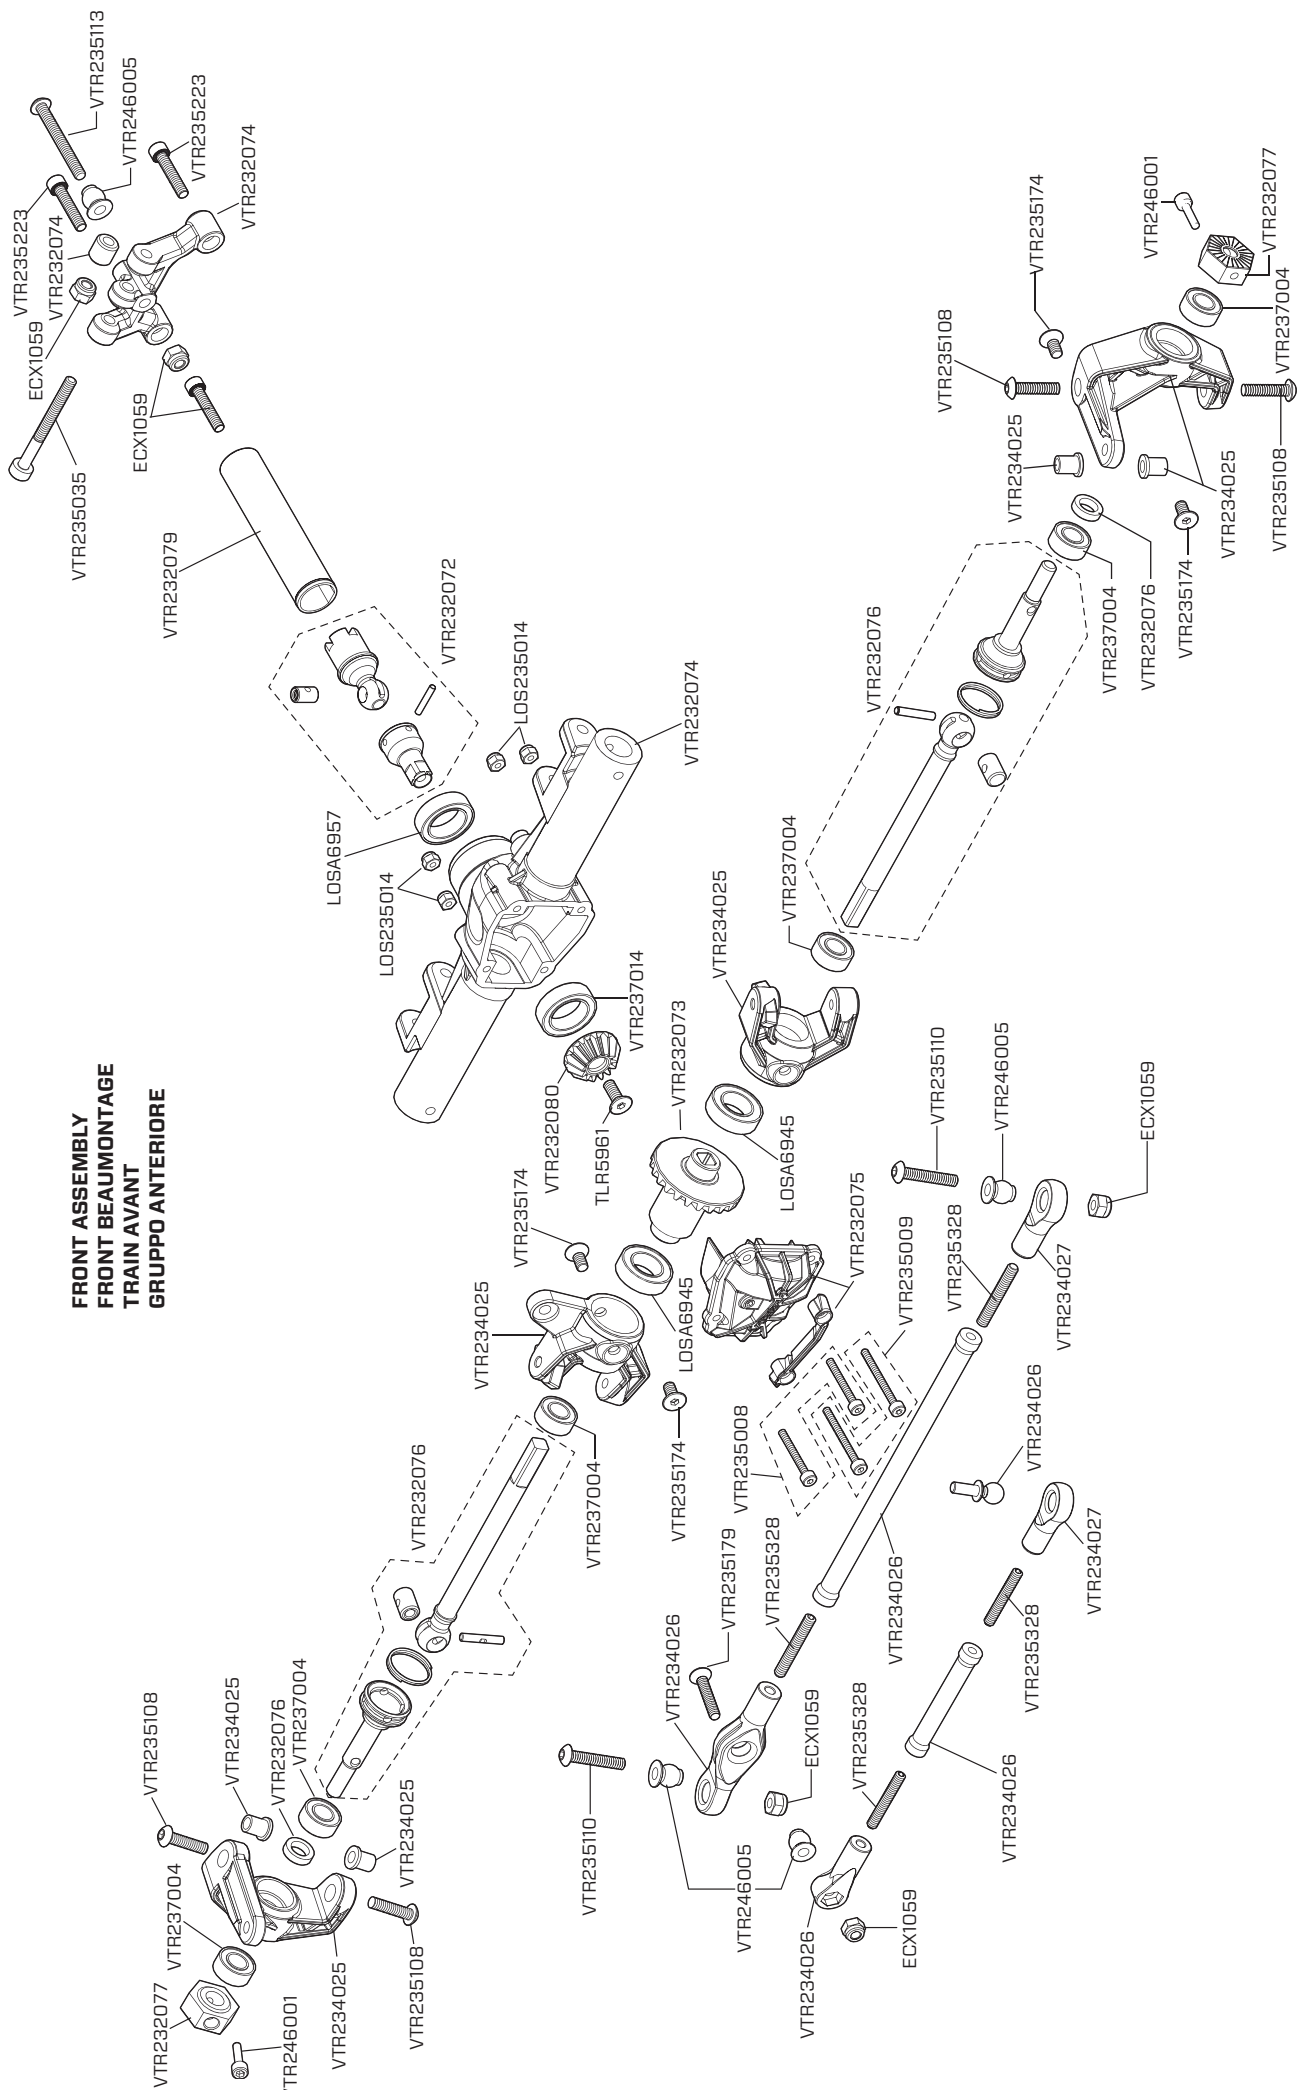 FRONT ASSEMBLY
FRONT BEAUMONTAGE
TRAIN AVANT
GRUPPO ANTERIORE
VTR235113
VTR246005
VTR235223
VTR232074
VTR235223
VTR232074
ECX1059
ECX1059
VTR235035
VTR232079
VTR232072
LOS235014
VTR232074
LOSA6957
LOS235014
VTR237014
VTR232080
TLR5961
VTR232073
VTR235174
VTR234025
LOSA6945
LOSA6945
VTR232075
VTR235009
VTR235008
VTR235174
VTR237004
VTR232076
VTR235108
VTR234025
VTR232076
VTR237004
VTR234025
VTR237004
VTR232077
VTR246001
VTR234025
VTR235108
VTR246001
VTR232077
VTR235174
VTR237004
VTR235108
VTR234025
VTR234025
VTR235108
VTR235174
VTR232076
VTR237004
VTR232076
VTR237004
VTR234025
VTR235110
VTR246005
ECX1059
VTR235328
VTR234027
VTR234026
VTR234027
VTR235328
VTR234026
VTR235328
VTR235179
VTR234026
ECX1059
VTR235328
VTR234026
VTR235110
VTR246005
VTR234026
ECX1059